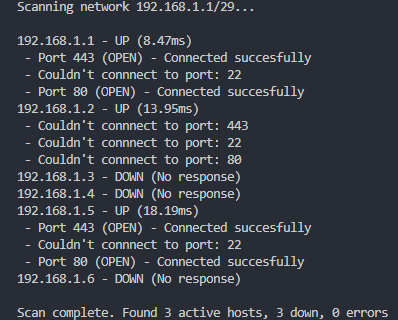 Scanning network 192.168.1.1/29...
192.168.1.1 - UP (8.47ms)
- Port 443 (OPEN) - Connected succesfully
- Couldn't connnect to port: 22
- Port 80 (OPEN) - Connected succesfully
192.168.1.2 - UP (13.95ms)
- Couldn't connnect to port: 443
- Couldn't connnect to port: 22
- Couldn't connnect to port: 80
192.168.1.3 - DOWN (No response)
192.168.1.4 - DOWN (No response)
192.168.1.5 - UP (18.19ms)
- Port 443 (OPEN) - Connected succesfully
- Couldn't connnect to port: 22
- Port 80 (OPEN) - Connected succesfully
192.168.1.6 - DOWN (No response)
Scan complete. Found 3 active hosts, 3 down, 0 errors